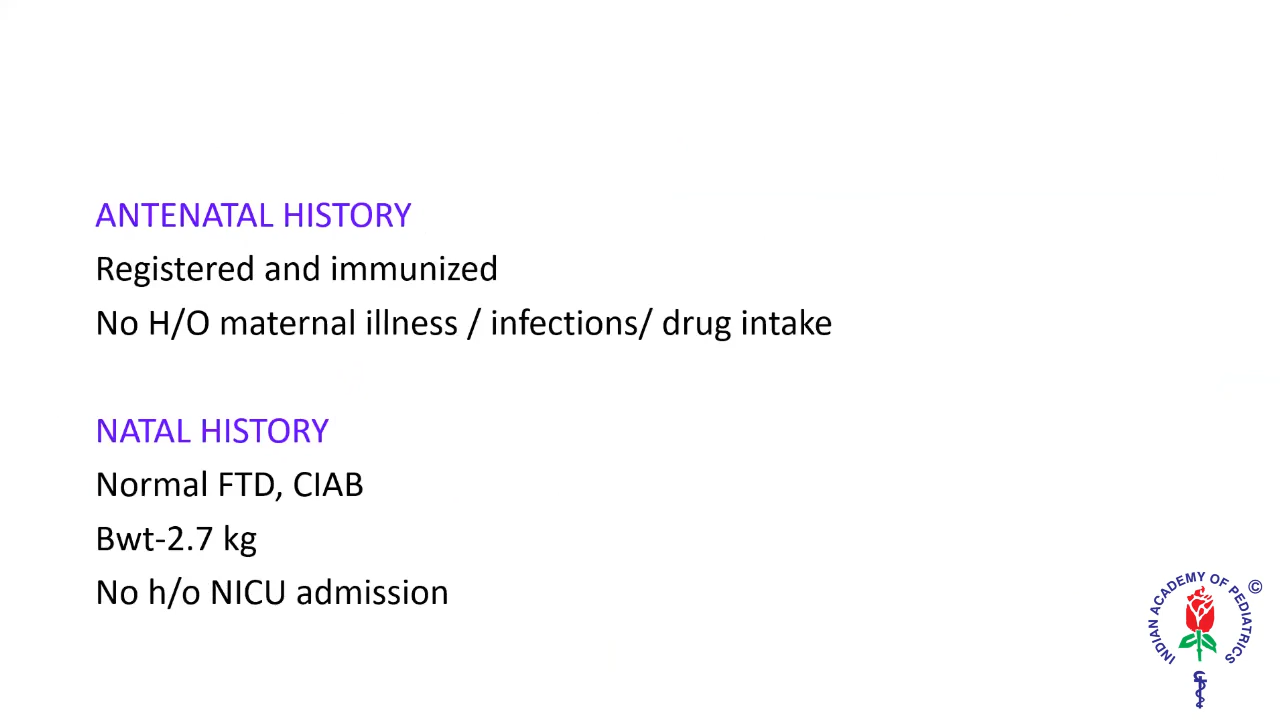 ANTENATAL HISTORY
Registered and immunized
No H/O maternal illness / infections/ drug intake
NATAL HISTORY
Normal FTD, CIAB
Bwt-2.7 kg
No h/o NICU admission
INDIAN ACADEMY OF PEDIATRICS
©